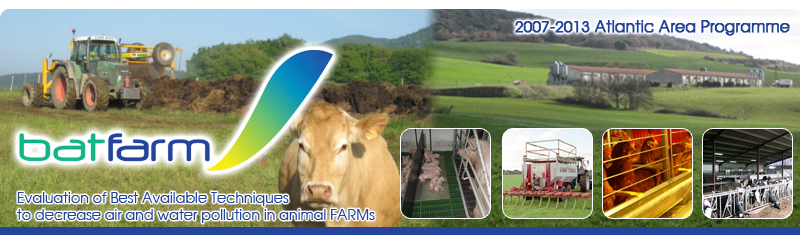 2007-2013 Atlantic Area Programme
batfarm
Evaluation of Best Available Techniques
to decrease air and water pollution in animal FARMs